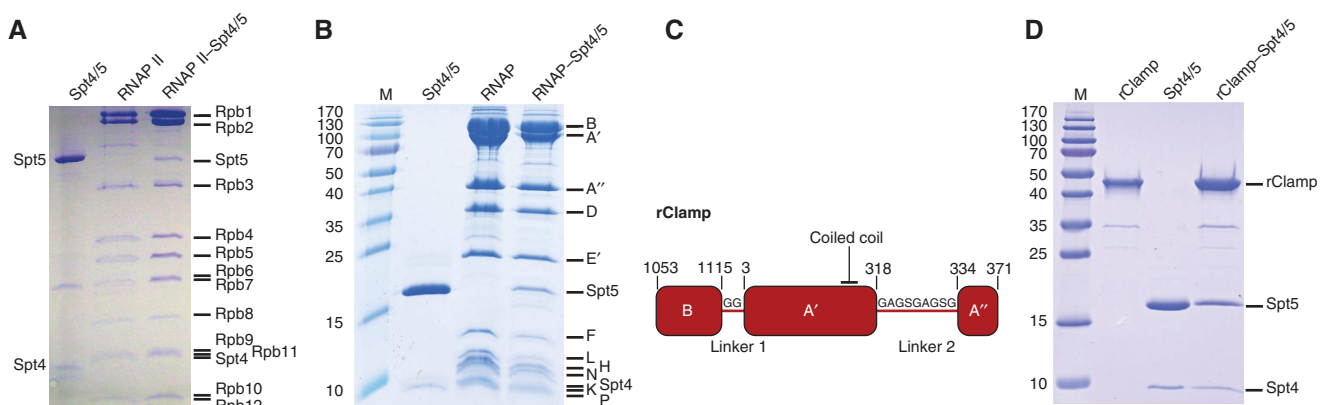 A
Spt4/5
RNAP II
RNAP II–Spt4/5
Spt5
Spt4
Rpb1
Rpb2
Spt5
Rpb3
Rpb4
Rpb5
Rpb6
Rpb7
Rpb8
Rpb9
Rpb11
Spt4
Rpb10
Rpb12
B
M
Spt4/5
RNAP
RNAP–Spt4/5
170
130
100
70
50
40
35
25
15
10
B
A′
A″
D
E′
Spt5
F
L
H
N
Spt4
K
P
C
rClamp
Coiled coil
1053 1115 3 318 334 371
B GG A′ GAGSGAGSG A″
Linker 1 Linker 2
D
M
rClamp
Spt4/5
rClamp–Spt4/5
170
130
100
70
50
40
35
25
15
10
rClamp
Spt5
Spt4